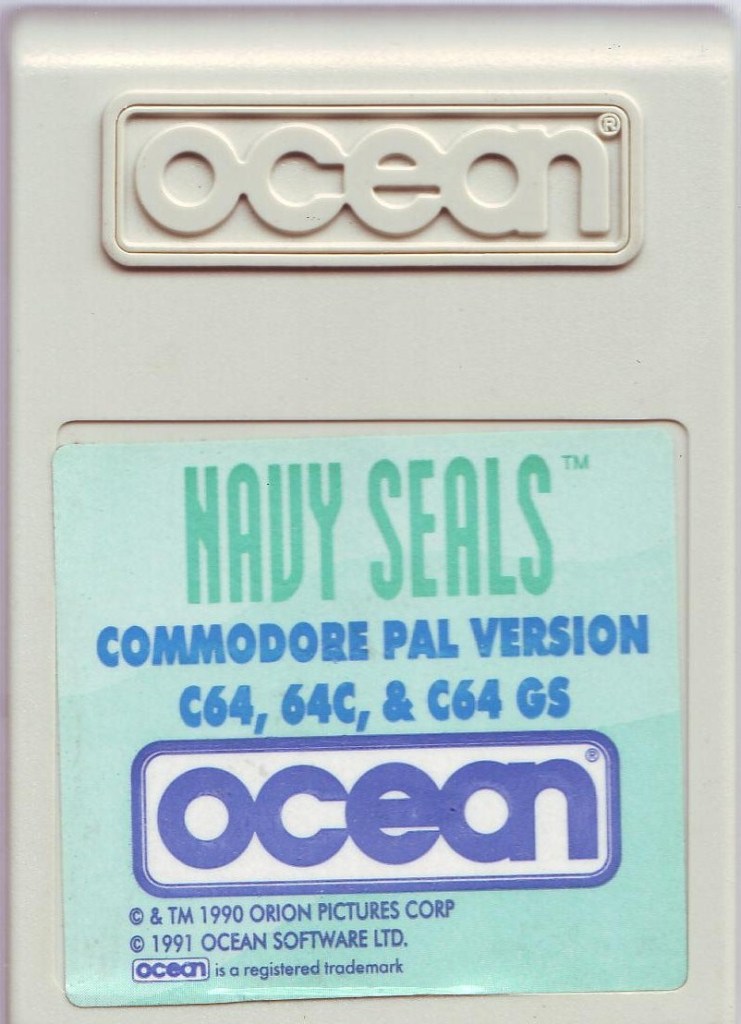 ocean®
NAVY SEALS™
COMMODORE PAL VERSION
C64, 64C, & C64 GS
ocean®
© & TM 1990 ORION PICTURES CORP
© 1991 OCEAN SOFTWARE LTD.
ocean is a registered trademark